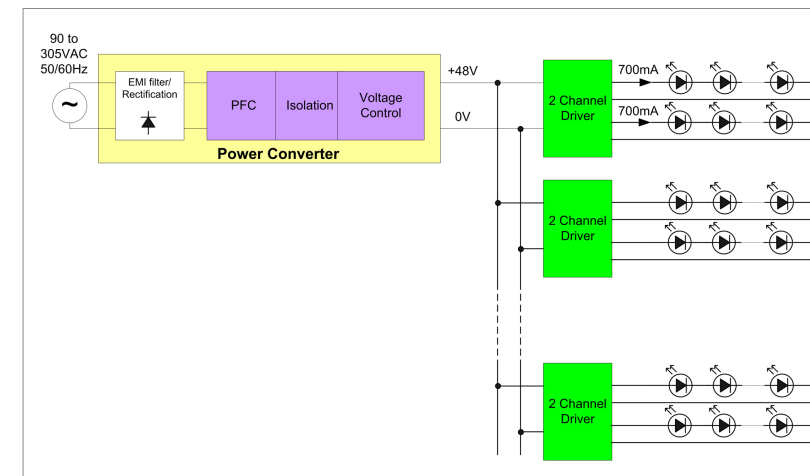 90 to
305VAC
50/60Hz
~
EMI filter/
Rectification
PFC
Isolation
Voltage
Control
Power Converter
+48V
0V
2 Channel
Driver
700mA
700mA
2 Channel
Driver
2 Channel
Driver